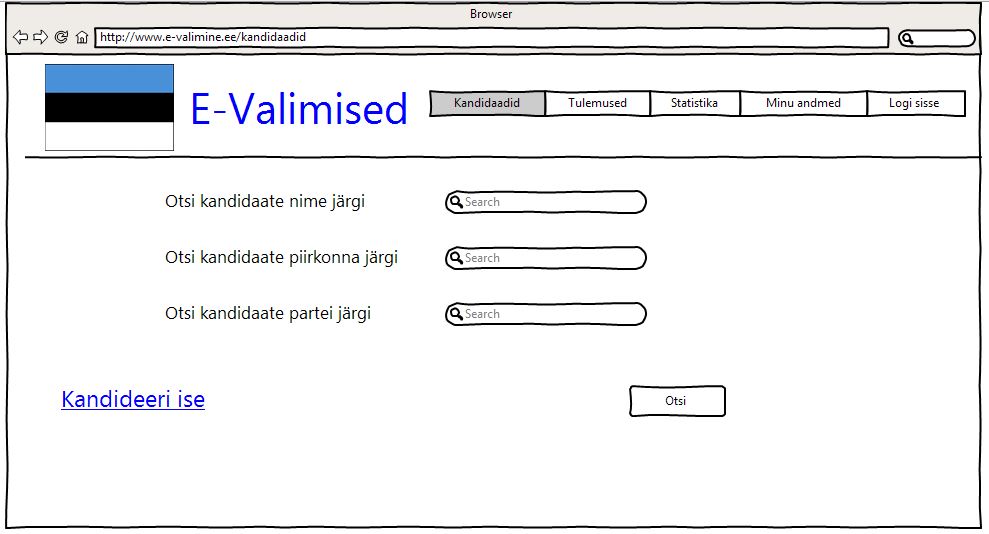 Browser
http://www.e-valimine.ee/kandidaadid
E-Valimised
Kandidaadid Tulemused Statistika Minu andmed Logi sisse
Otsi kandidaate nime järgi Search
Otsi kandidaate piirkonna järgi Search
Otsi kandidaate partei järgi Search
Kandideeri ise Otsi